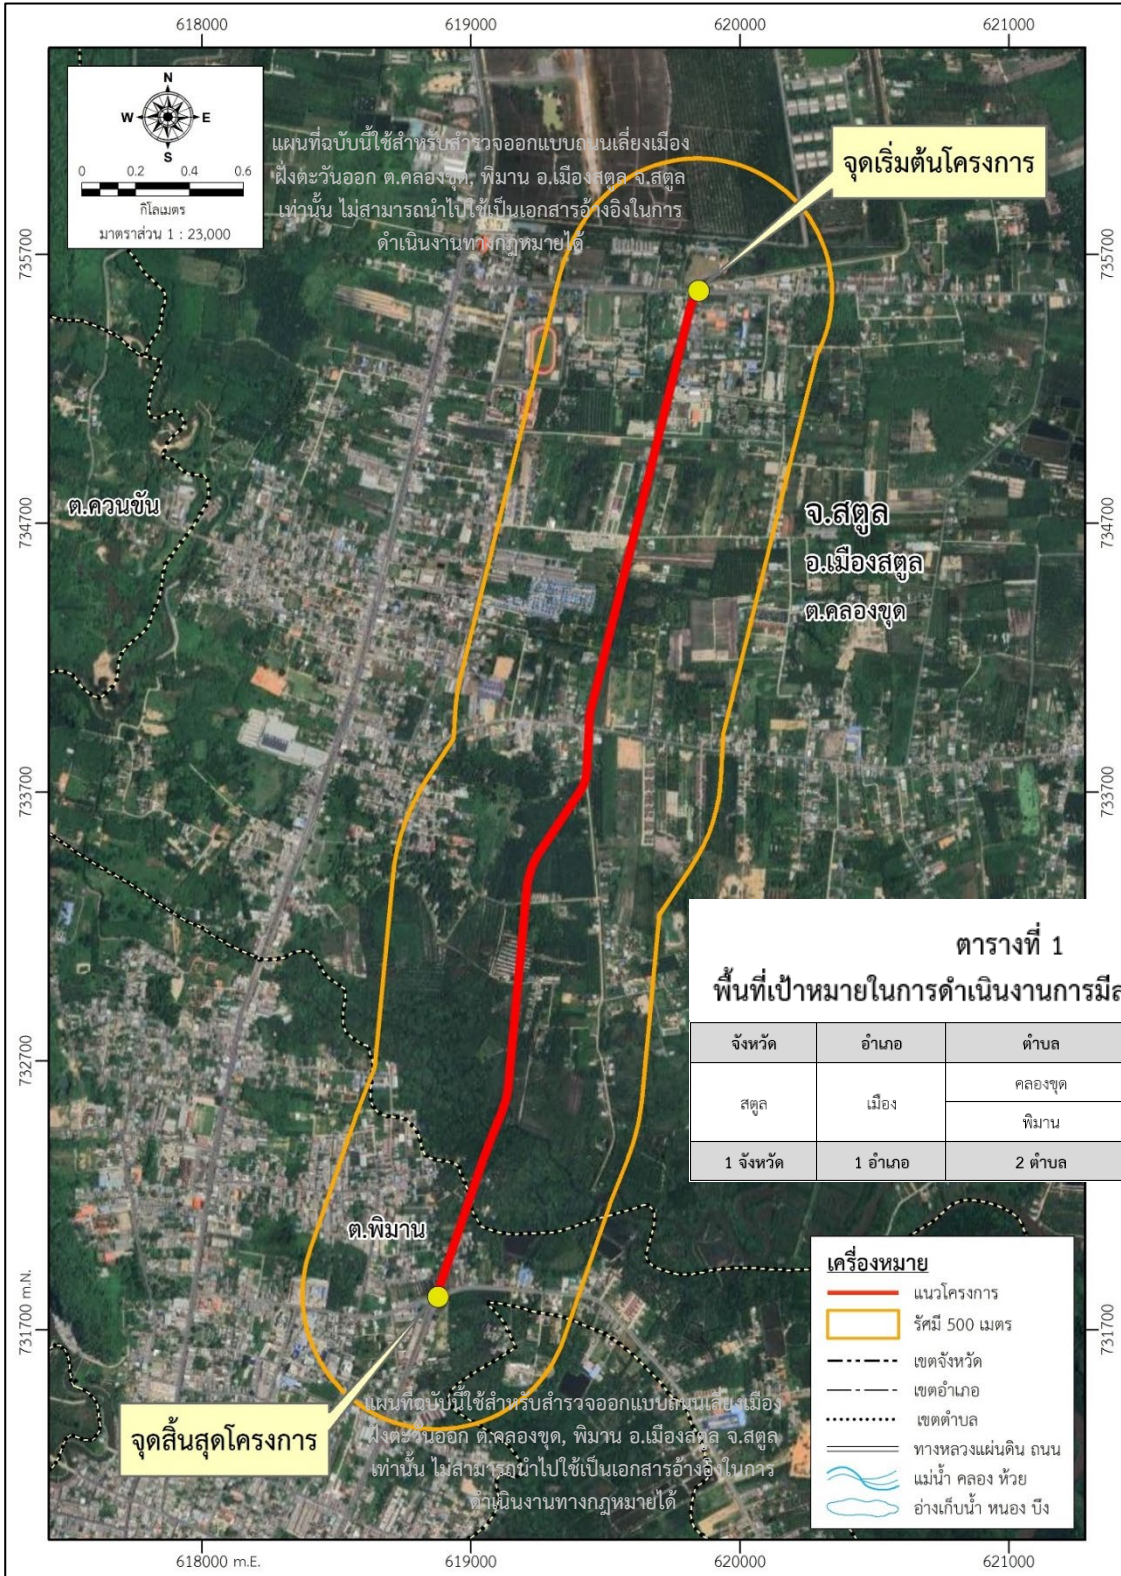 618000
619000
620000
621000
N
W
E
S
0
0.2
0.4
0.6
กิโลเมตร
มาตราส่วน 1 : 23,000
แผนที่ฉบับนี้ใช้สำหรับสำรวจออกแบบถนนเลี่ยงเมือง
ฝั่งตะวันออก ต.คลองขุด, พิมาน อ.เมืองสตูล จ.สตูล
เท่านั้น ไม่สามารถนำไปใช้เป็นเอกสารอ้างอิงในการ
ดำเนินงานทางกฎหมายได้
จุดเริ่มต้นโครงการ
735700
735700
ต.ควนขัน
จ.สตูล
อ.เมืองสตูล
ต.คลองขุด
734700
734700
733700
733700
ตารางที่ 1
พื้นที่เป้าหมายในการดำเนินงานการมี
จังหวัด
อำเภอ
ตำบล
สตูล
เมือง
คลองขุด
พิมาน
1 จังหวัด
1 อำเภอ
2 ตำบล
732700
ต.พิมาน
731700 m.N.
731700
เครื่องหมาย
แนวโครงการ
รัศมี 500 เมตร
เขตจังหวัด
เขตอำเภอ
เขตตำบล
ทางหลวงแผ่นดิน ถนน
แม่น้ำ คลอง ห้วย
อ่างเก็บน้ำ หนอง บึง
จุดสิ้นสุดโครงการ
แผนที่ฉบับนี้ใช้สำหรับสำรวจออกแบบถนนเลี่ยงเมือง
ฝั่งตะวันออก ต.คลองขุด, พิมาน อ.เมืองสตูล จ.สตูล
เท่านั้น ไม่สามารถนำไปใช้เป็นเอกสารอ้างอิงในการ
ดำเนินงานทางกฎหมายได้
618000 m.E.
619000
620000
621000